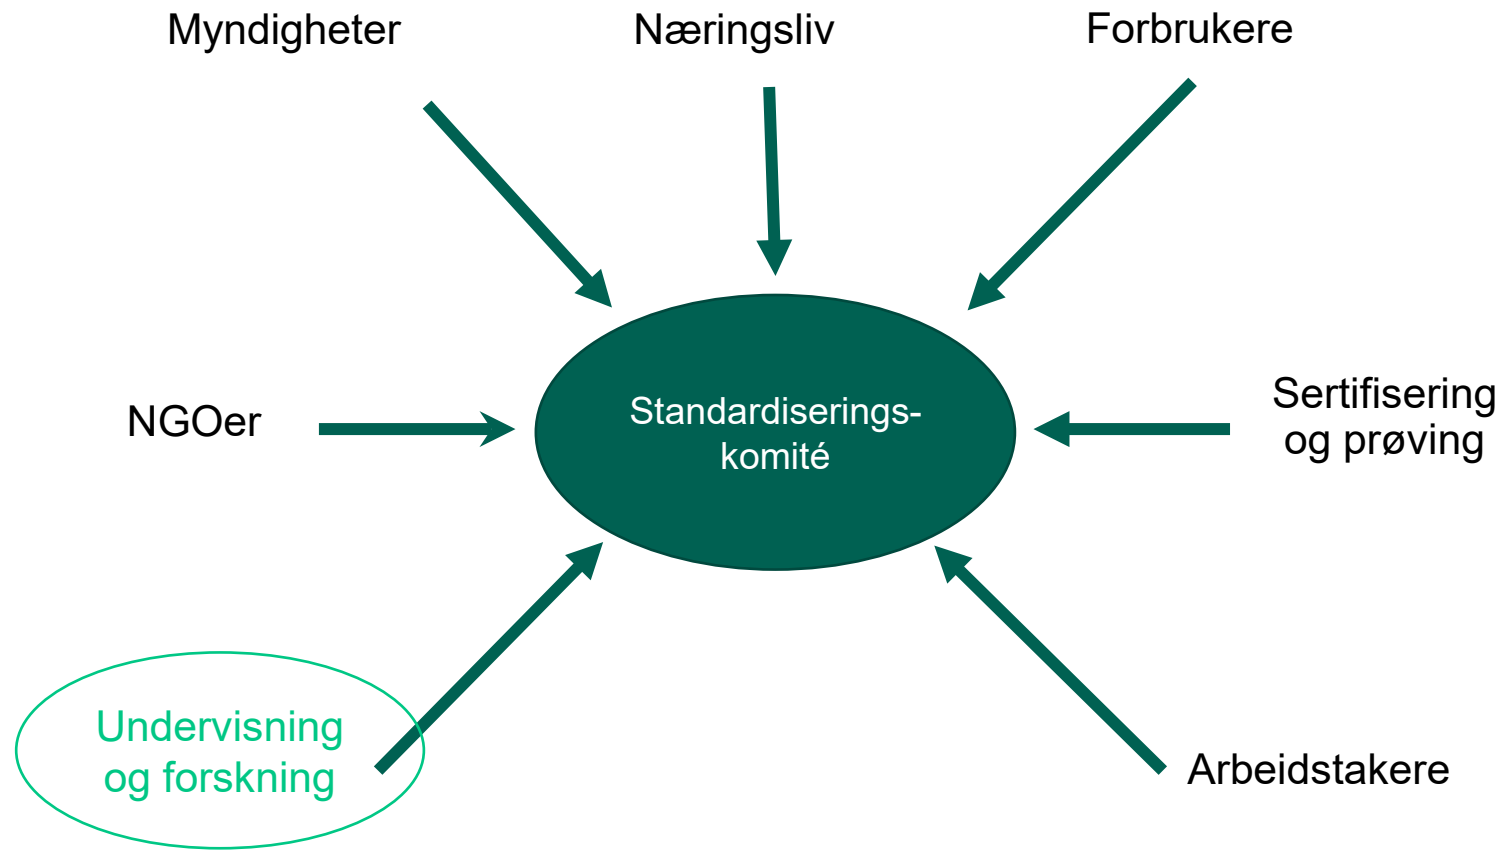 Myndigheter
Næringsliv
Forbrukere
NGOer
Standardiserings-
komité
Sertifisering
og prøving
Undervisning
og forskning
Arbeidstakere